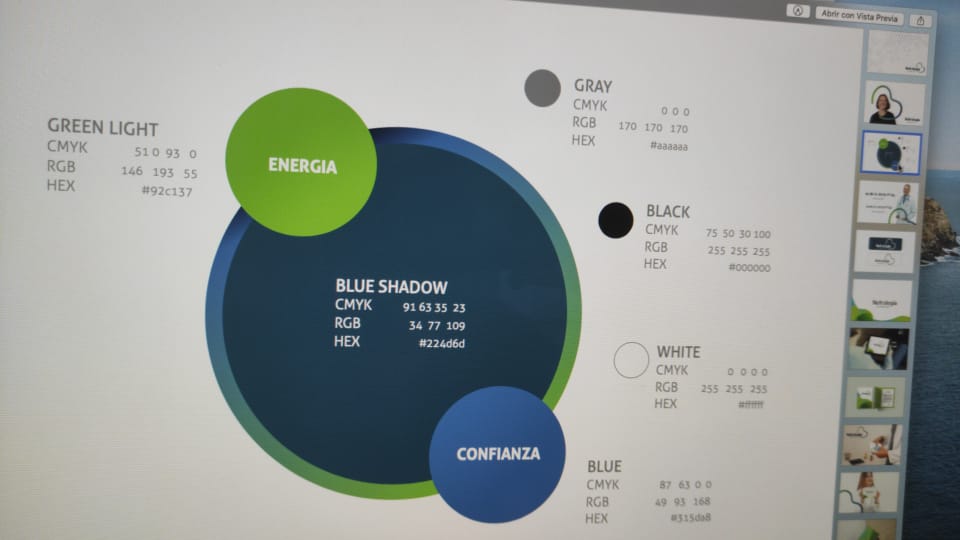 Abrir con Vista Previa
GREEN LIGHT
CMYK 51 0 93 0
RGB 146 193 55
HEX #92c137
ENERGIA
GRAY
CMYK 0 0 0
RGB 170 170 170
HEX #aaaaaa
BLACK
CMYK 75 50 30 100
RGB 255 255 255
HEX #000000
BLUE SHADOW
CMYK 91 63 35 23
RGB 34 77 109
HEX #224d6d
WHITE
CMYK 0 0 0 0
RGB 255 255 255
HEX #ffffff
CONFIANZA
BLUE
CMYK 87 63 0 0
RGB 49 93 168
HEX #315da8